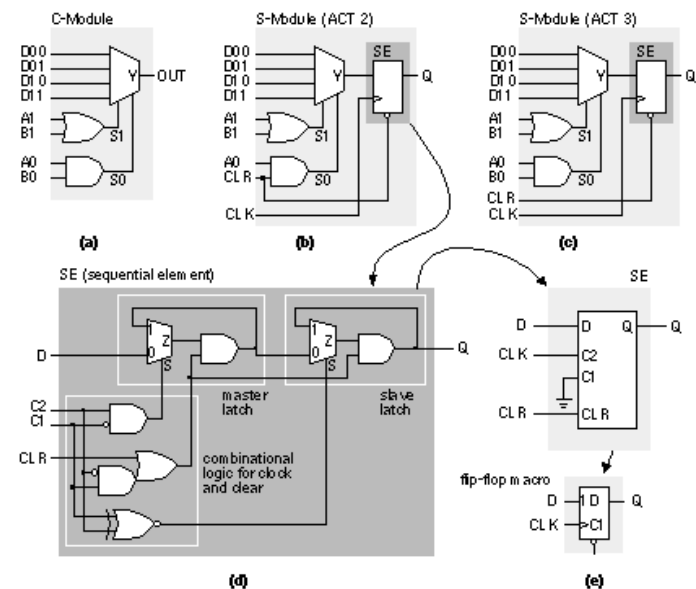 C-Module
D00
D01
D10
D11
A1
B1
A0
B0
Y
OUT
S1
S0
(a)
S-Module (ACT 2)
D00
D01
D10
D11
A1
B1
A0
CLR
CLK
Y
S1
S0
SE
Q
(b)
S-Module (ACT 3)
D00
D01
D10
D11
A1
B1
A0
B0
CLR
CLK
Y
S1
S0
SE
Q
(c)
SE (sequential element)
D
1
0
Z
S
master
latch
1
0
Z
S
slave
latch
Q
C2
C1
CLR
combinational
logic for clock
and clear
(d)
SE
D
CLK
CLR
D
C2
C1
CLR
Q
Q
flip-flop macro
D
CLK
1D
C1
Q
(e)